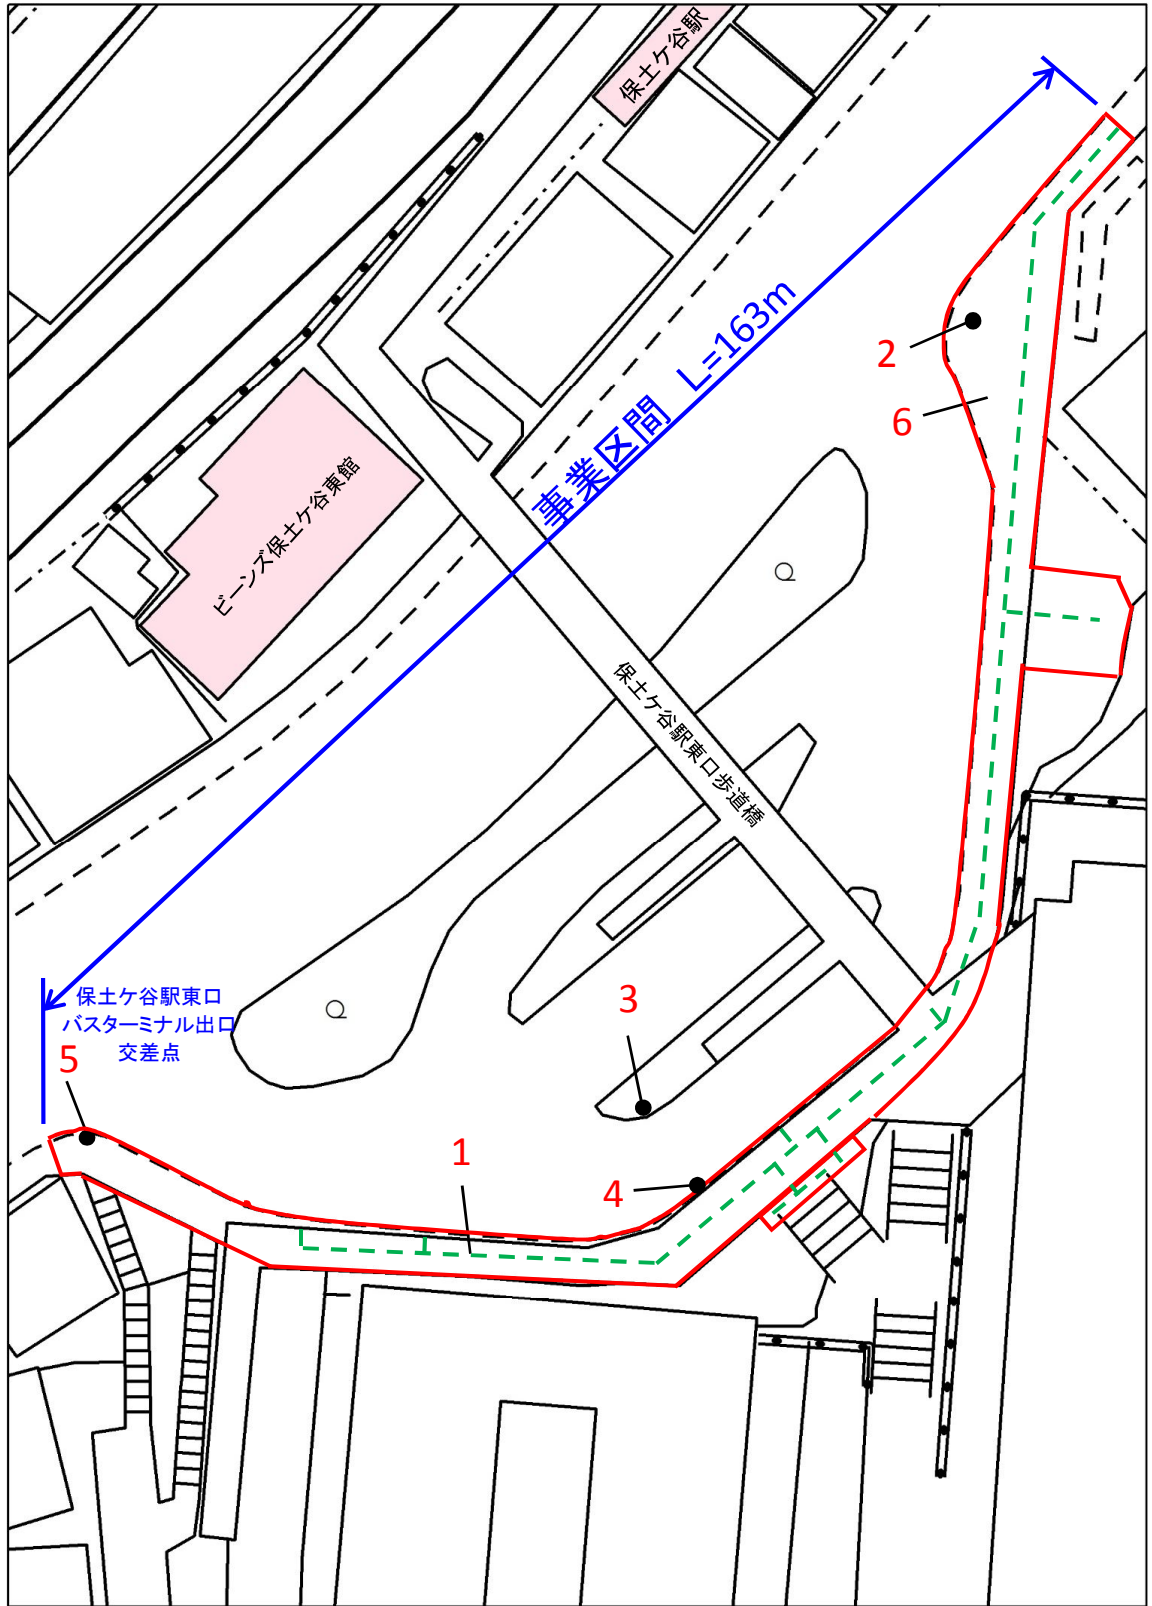 保土ケ谷駅
事業区間　L=163m
2
6
ビーンズ保土ケ谷東館
保土ケ谷駅東口歩道橋
保土ケ谷駅東口
バスターミナル出口
交差点
3
5
1
4